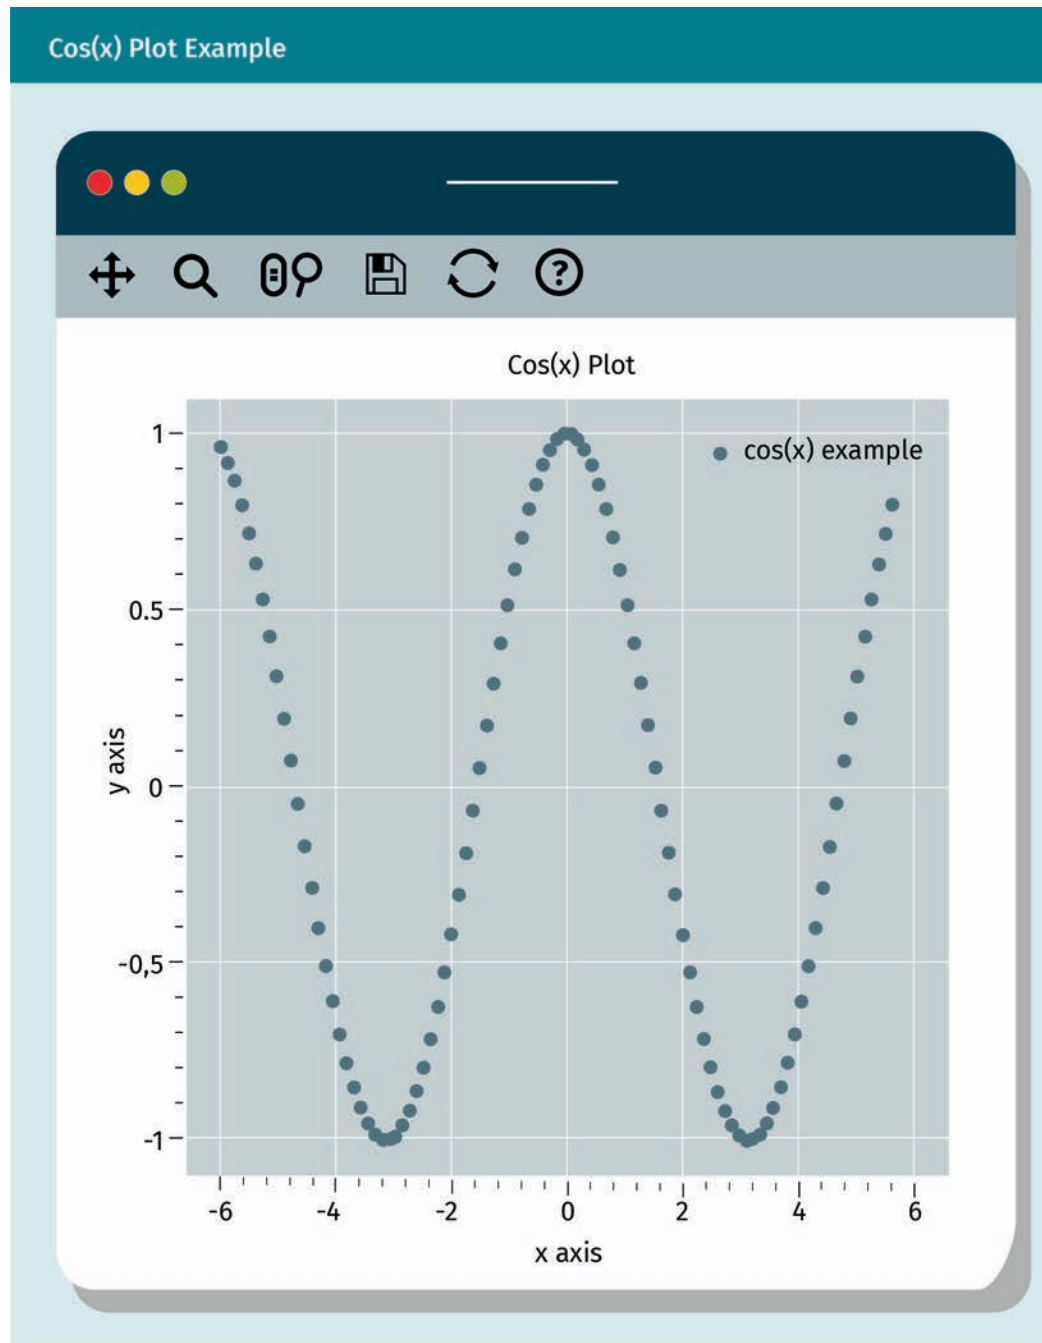 Cos(x) Plot Example
Cos(x) Plot
cos(x) example
1
0.5
0
-0,5
-1
y axis
-6 -4 -2 0 2 4 6
x axis